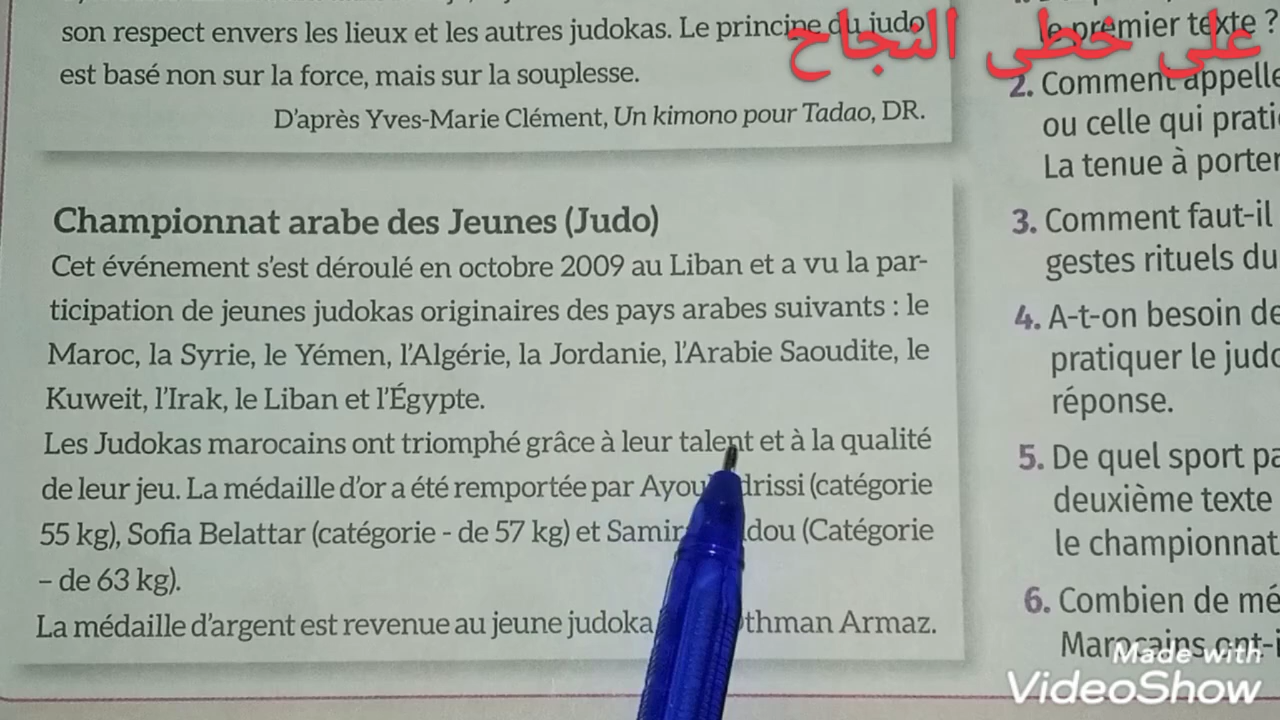 son respect envers les lieux et les autres judokas. Le principe du judo
est basé non sur la force, mais sur la souplesse.
D'après Yves-Marie Clément, Un kimono pour Tadao, DR.
Championnat arabe des Jeunes (Judo)
Cet événement s'est déroulé en octobre 2009 au Liban et a vu la par-
ticipation de jeunes judokas originaires des pays arabes suivants : le
Maroc, la Syrie, le Yémen, l'Algérie, la Jordanie, l'Arabie Saoudite, le
Kuweit, l'Irak, le Liban et l'Égypte.
Les Judokas marocains ont triomphé grâce à leur talent et à la qualité
de leur jeu. La médaille d'or a été remportée par (catégorie
55 kg), Sofia Belattar (catégorie - de 57 kg) et (Catégorie
– de 63 kg).
La médaille d'argent est revenue au jeune judoka Armaz.
على خطى النجاح
le premier texte ?
2. Comment appelle
ou celle qui prati
La tenue à porter
3. Comment faut-il
gestes rituels du
4. A-t-on besoin de
pratiquer le judo
réponse.
5. De quel sport pa
deuxième texte
le championnat
6. Combien de mé
Marocains ont-i
Made with
VideoShow